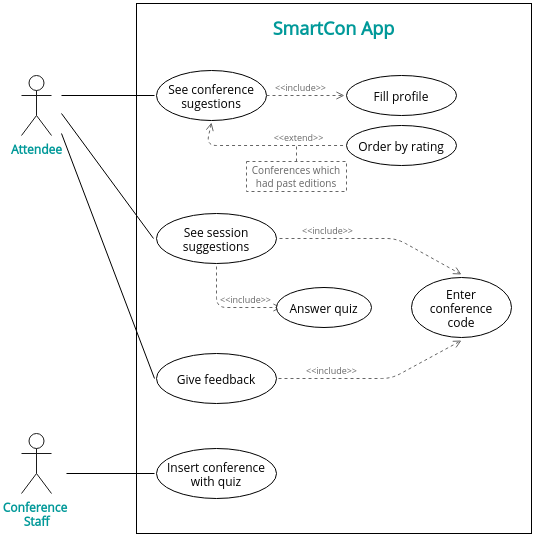 SmartCon App
See conference
sugestions
<<include>>
Fill profile
Attendee
<<extend>>
Order by rating
Conferences which
had past editions
See session
suggestions
<<include>>
Enter
conference
code
<<include>>
Answer quiz
Give feedback
<<include>>
Insert conference
with quiz
Conference
Staff